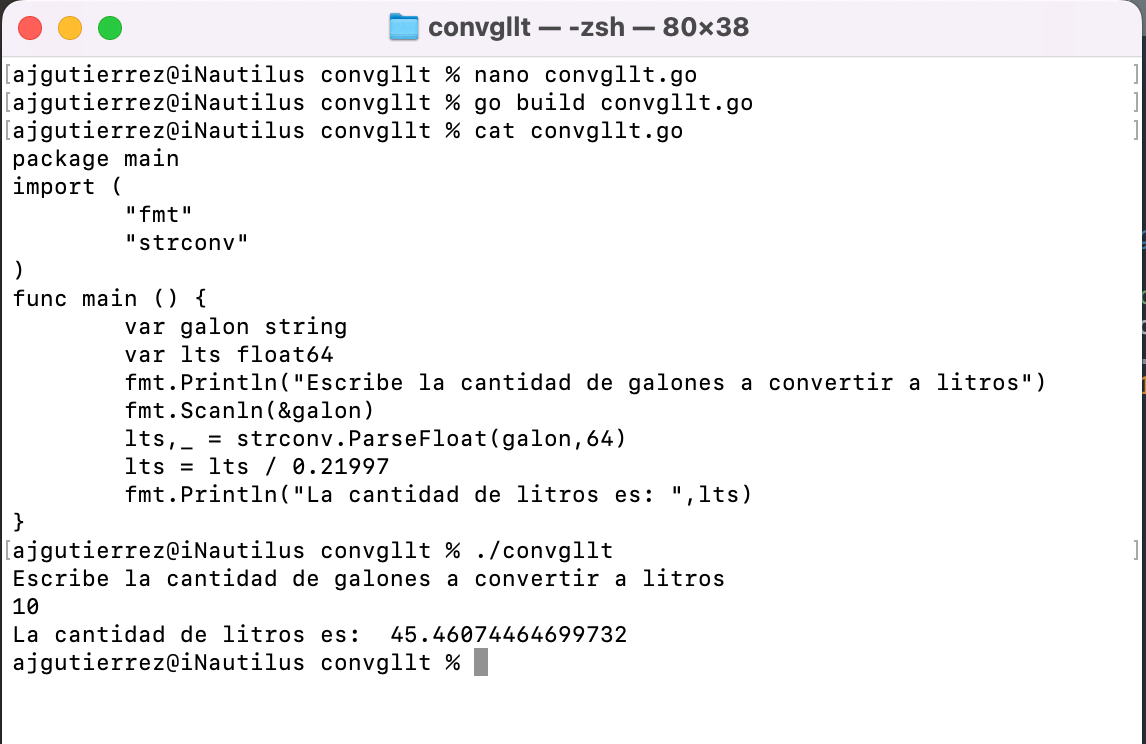 convgllt — -zsh — 80×38
[ajgutierrez@iNautilus convgllt % nano convgllt.go ]
[ajgutierrez@iNautilus convgllt % go build convgllt.go ]
[ajgutierrez@iNautilus convgllt % cat convgllt.go ]
package main
import (
        "fmt"
        "strconv"
)
func main () {
        var galon string
        var lts float64
        fmt.Println("Escribe la cantidad de galones a convertir a litros")
        fmt.Scanln(&galon)
        lts,_ = strconv.ParseFloat(galon,64)
        lts = lts / 0.21997
        fmt.Println("La cantidad de litros es: ",lts)
}
[ajgutierrez@iNautilus convgllt % ./convgllt ]
Escribe la cantidad de galones a convertir a litros
10
La cantidad de litros es:  45.46074464699732
ajgutierrez@iNautilus convgllt %